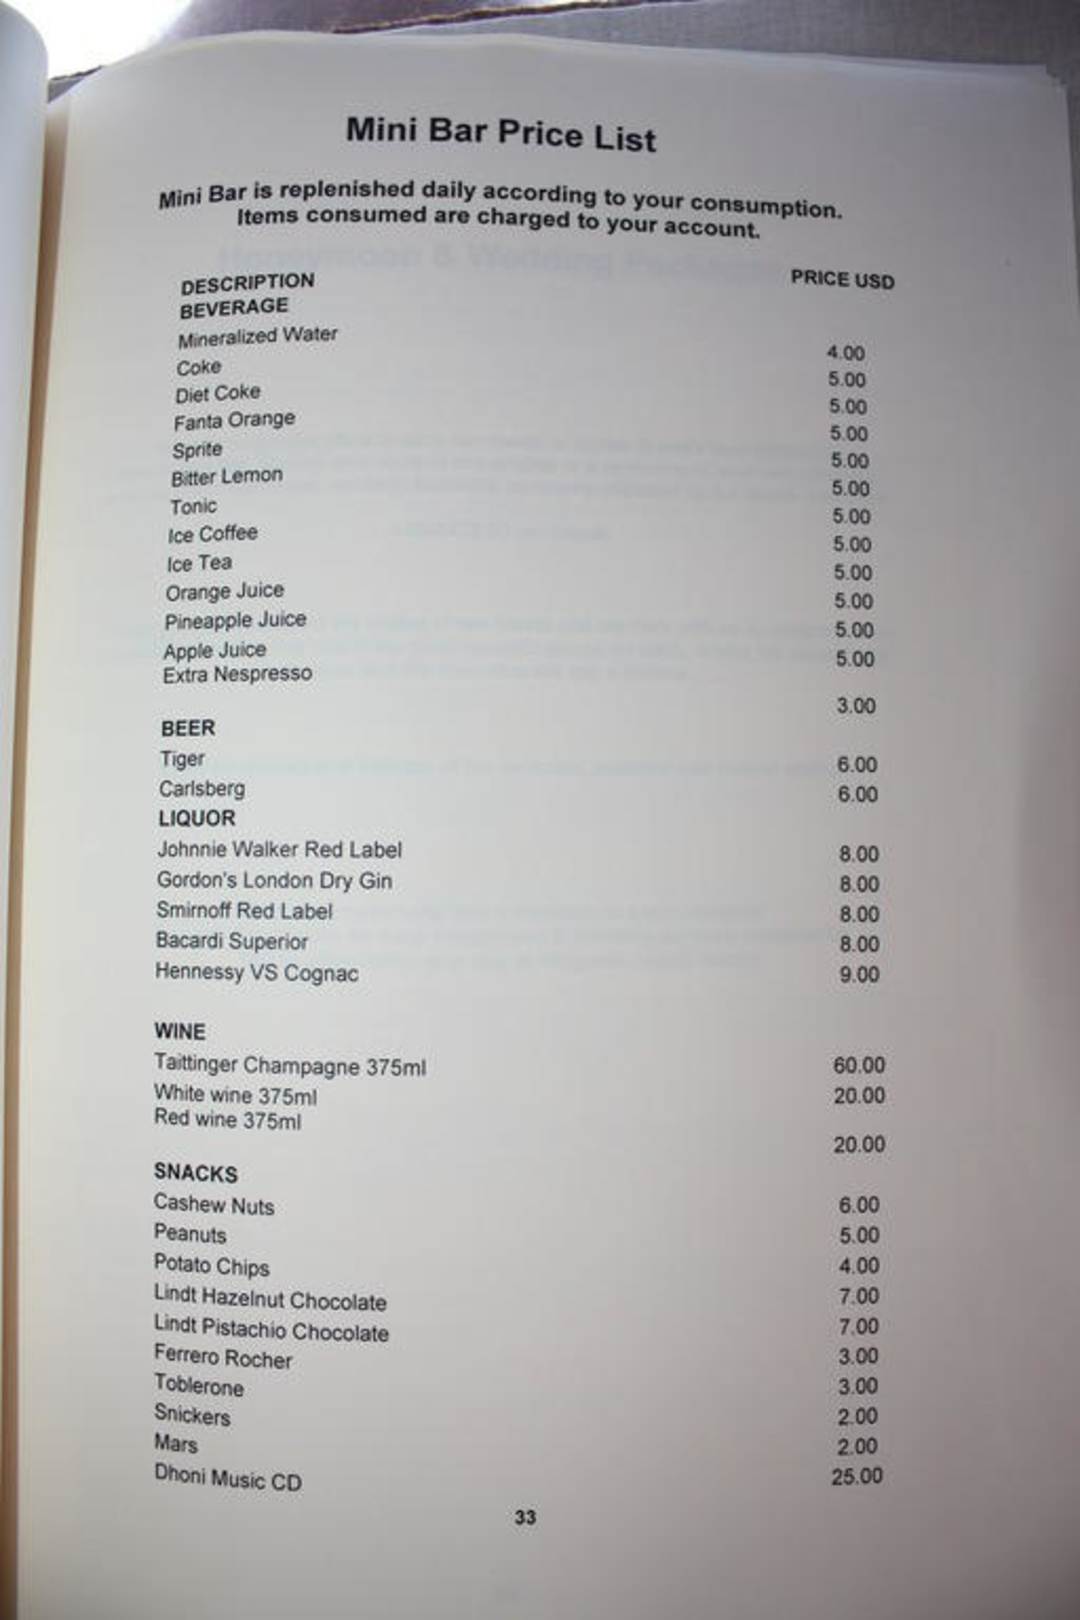 Mini Bar Price List
Mini Bar is replenished daily according to your consumption.
Items consumed are charged to your account.
DESCRIPTION PRICE USD
BEVERAGE
Mineralized Water 4.00
Coke 5.00
Diet Coke 5.00
Fanta Orange 5.00
Sprite 5.00
Bitter Lemon 5.00
Tonic 5.00
Ice Coffee 5.00
Ice Tea 5.00
Orange Juice 5.00
Pineapple Juice 5.00
Apple Juice 5.00
Extra Nespresso 3.00
BEER
Tiger 6.00
Carlsberg 6.00
LIQUOR
Johnnie Walker Red Label 8.00
Gordon's London Dry Gin 8.00
Smirnoff Red Label 8.00
Bacardi Superior 8.00
Hennessy VS Cognac 9.00
WINE
Taittinger Champagne 375ml 60.00
White wine 375ml 20.00
Red wine 375ml 20.00
SNACKS
Cashew Nuts 6.00
Peanuts 5.00
Potato Chips 4.00
Lindt Hazelnut Chocolate 7.00
Lindt Pistachio Chocolate 7.00
Ferrero Rocher 3.00
Toblerone 3.00
Snickers 2.00
Mars 2.00
Dhoni Music CD 25.00
33